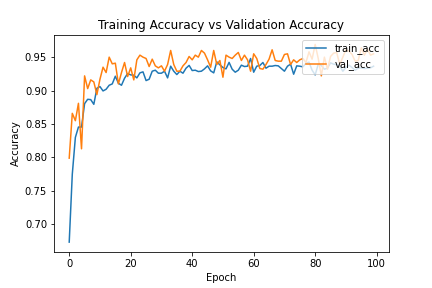 Training Accuracy vs Validation Accuracy
train_acc
val_acc
Accuracy
0.95
0.90
0.85
0.80
0.75
0.70
0 20 40 60 80 100
Epoch